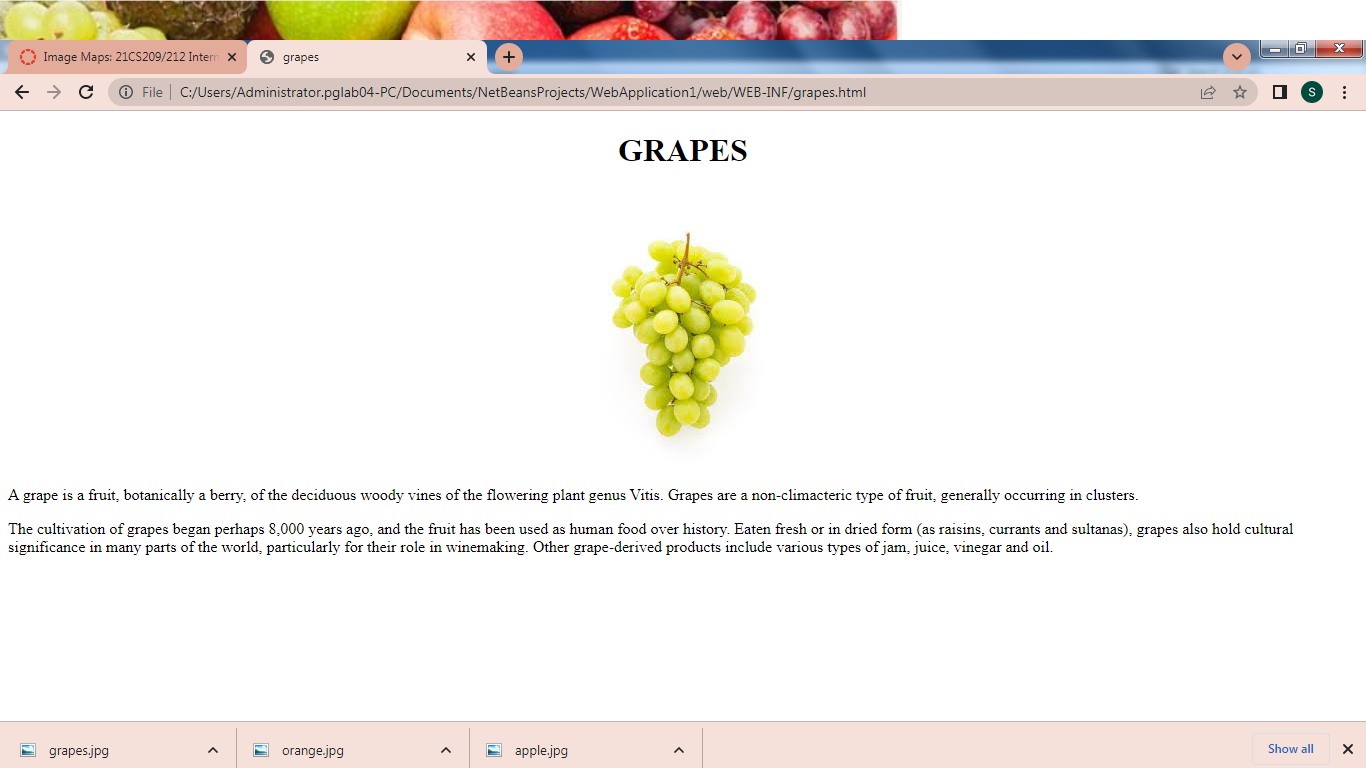 Image Maps: 21CS209/212 Intern
grapes
File | C:/Users/Administrator.pglab04-PC/Documents/NetBeansProjects/WebApplication1/web/WEB-INF/grapes.html
S
GRAPES
A grape is a fruit, botanically a berry, of the deciduous woody vines of the flowering plant genus Vitis. Grapes are a non-climacteric type of fruit, generally occurring in clusters.
The cultivation of grapes began perhaps 8,000 years ago, and the fruit has been used as human food over history. Eaten fresh or in dried form (as raisins, currants and sultanas), grapes also hold cultural
significance in many parts of the world, particularly for their role in winemaking. Other grape-derived products include various types of jam, juice, vinegar and oil.
grapes.jpg
orange.jpg
apple.jpg
Show all